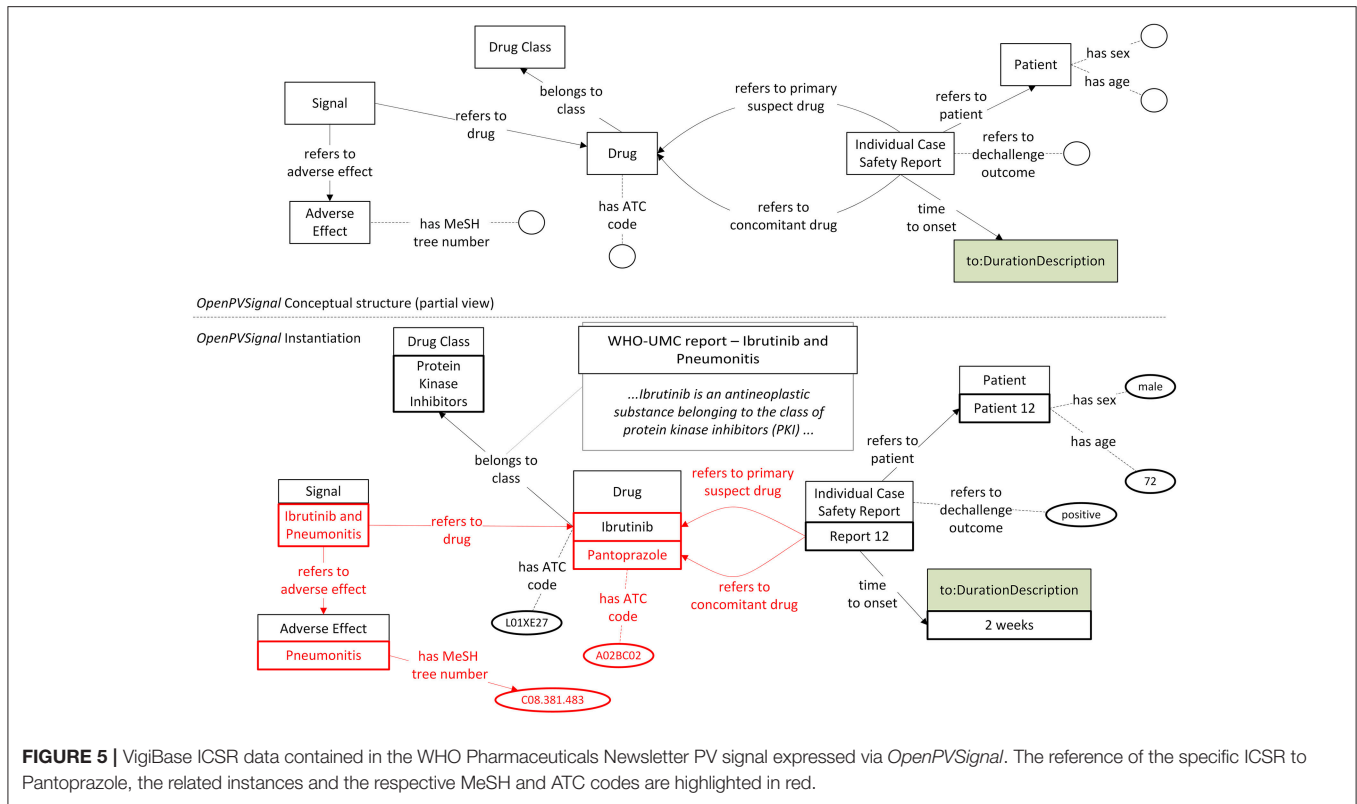 Drug Class
has sex
Patient
has age
belongs to
class
refers to primary
suspect drug
refers to
patient
Signal
refers to
drug
Drug
Individual Case
Safety Report
refers to
dechallenge
outcome
refers to
adverse effect
has ATC
code
refers to
concomitant drug
time
to onset
Adverse
Effect
has MeSH
tree number
to:DurationDescription
OpenPVSignal Conceptual structure (partial view)
OpenPVSignal Instantiation
Drug Class
Protein
Kinase
Inhibitors
WHO-UMC report – Ibrutinib and
Pneumonitis
...Ibrutinib is an antineoplastic
substance belonging to the class of
protein kinase inhibitors (PKI) ...
Patient
Patient 12
has sex
male
has age
72
refers to
patient
belongs to
class
refers to primary
suspect drug
Signal
Ibrutinib and
Pneumonitis
refers to
drug
Drug
Ibrutinib
Pantoprazole
Individual Case
Safety Report
Report 12
refers to
dechallenge
outcome
positive
refers to
adverse effect
has ATC
code
L01XE27
has ATC
code
A02BC02
refers to
concomitant drug
time
to onset
to:DurationDescription
2 weeks
Adverse Effect
Pneumonitis
has MeSH
tree number
C08.381.483
FIGURE 5 | VigiBase ICSR data contained in the WHO Pharmaceuticals Newsletter PV signal expressed via OpenPVSignal. The reference of the specific ICSR to
Pantoprazole, the related instances and the respective MeSH and ATC codes are highlighted in red.